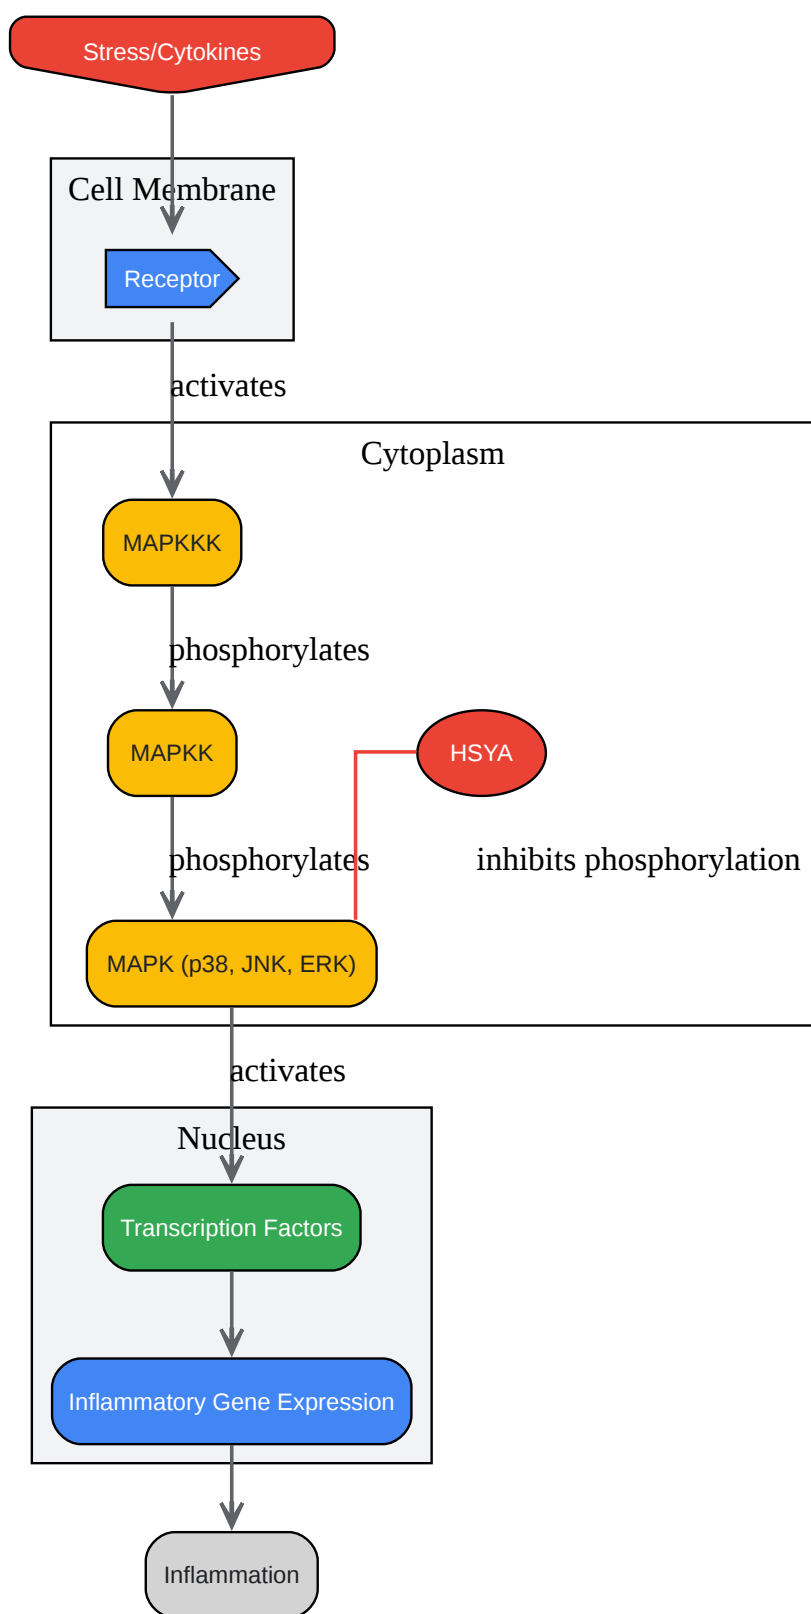 Stress/Cytokines
Cell Membrane
Receptor
activates
Cytoplasm
MAPKKK
phosphorylates
MAPKK
HSYA
phosphorylates
inhibits phosphorylation
MAPK (p38, JNK, ERK)
activates
Nucleus
Transcription Factors
Inflammatory Gene Expression
Inflammation